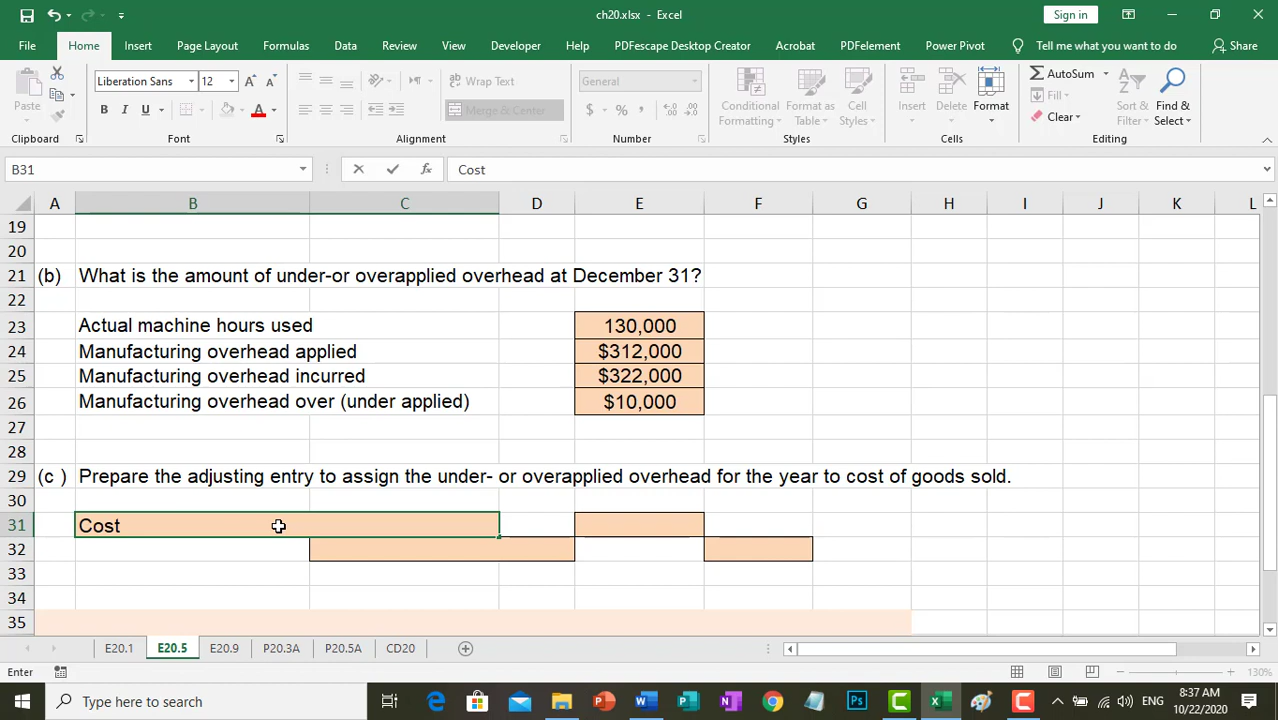 ch20.xlsx - Excel
Sign in
File Home Insert Page Layout Formulas Data Review View Developer Help PDFescape Desktop Creator Acrobat PDFelement Power Pivot Tell me what you want to do Share
Paste
Liberation Sans 12
B I U
Wrap Text
Merge & Center
General
$ % ,
Conditional Formatting
Format as Table
Cell Styles
Insert Delete Format
AutoSum
Fill
Clear
Sort & Filter
Find & Select
Clipboard Font Alignment Number Styles Cells Editing
B31 fx Cost
A B C D E F G H I J K L
19
20
21 (b) What is the amount of under-or overapplied overhead at December 31?
22
23 Actual machine hours used 130,000
24 Manufacturing overhead applied $312,000
25 Manufacturing overhead incurred $322,000
26 Manufacturing overhead over (under applied) $10,000
27
28
29 (c ) Prepare the adjusting entry to assign the under- or overapplied overhead for the year to cost of goods sold.
30
31 Cost
32
33
34
35
E20.1 E20.5 E20.9 P20.3A P20.5A CD20
Enter 130%
Type here to search
ENG
8:37 AM
10/22/2020